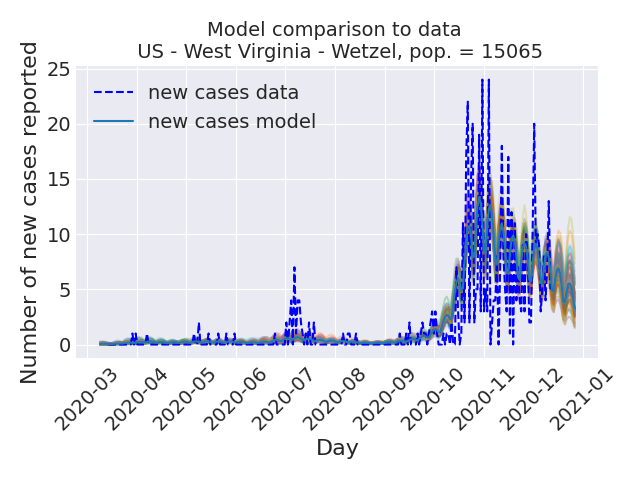 Model comparison to data
US - West Virginia - Wetzel, pop. = 15065
Number of new cases reported
25
20
15
10
5
0
new cases data
new cases model
2020-03
2020-04
2020-05
2020-06
2020-07
2020-08
2020-09
2020-10
2020-11
2020-12
2021-01
Day